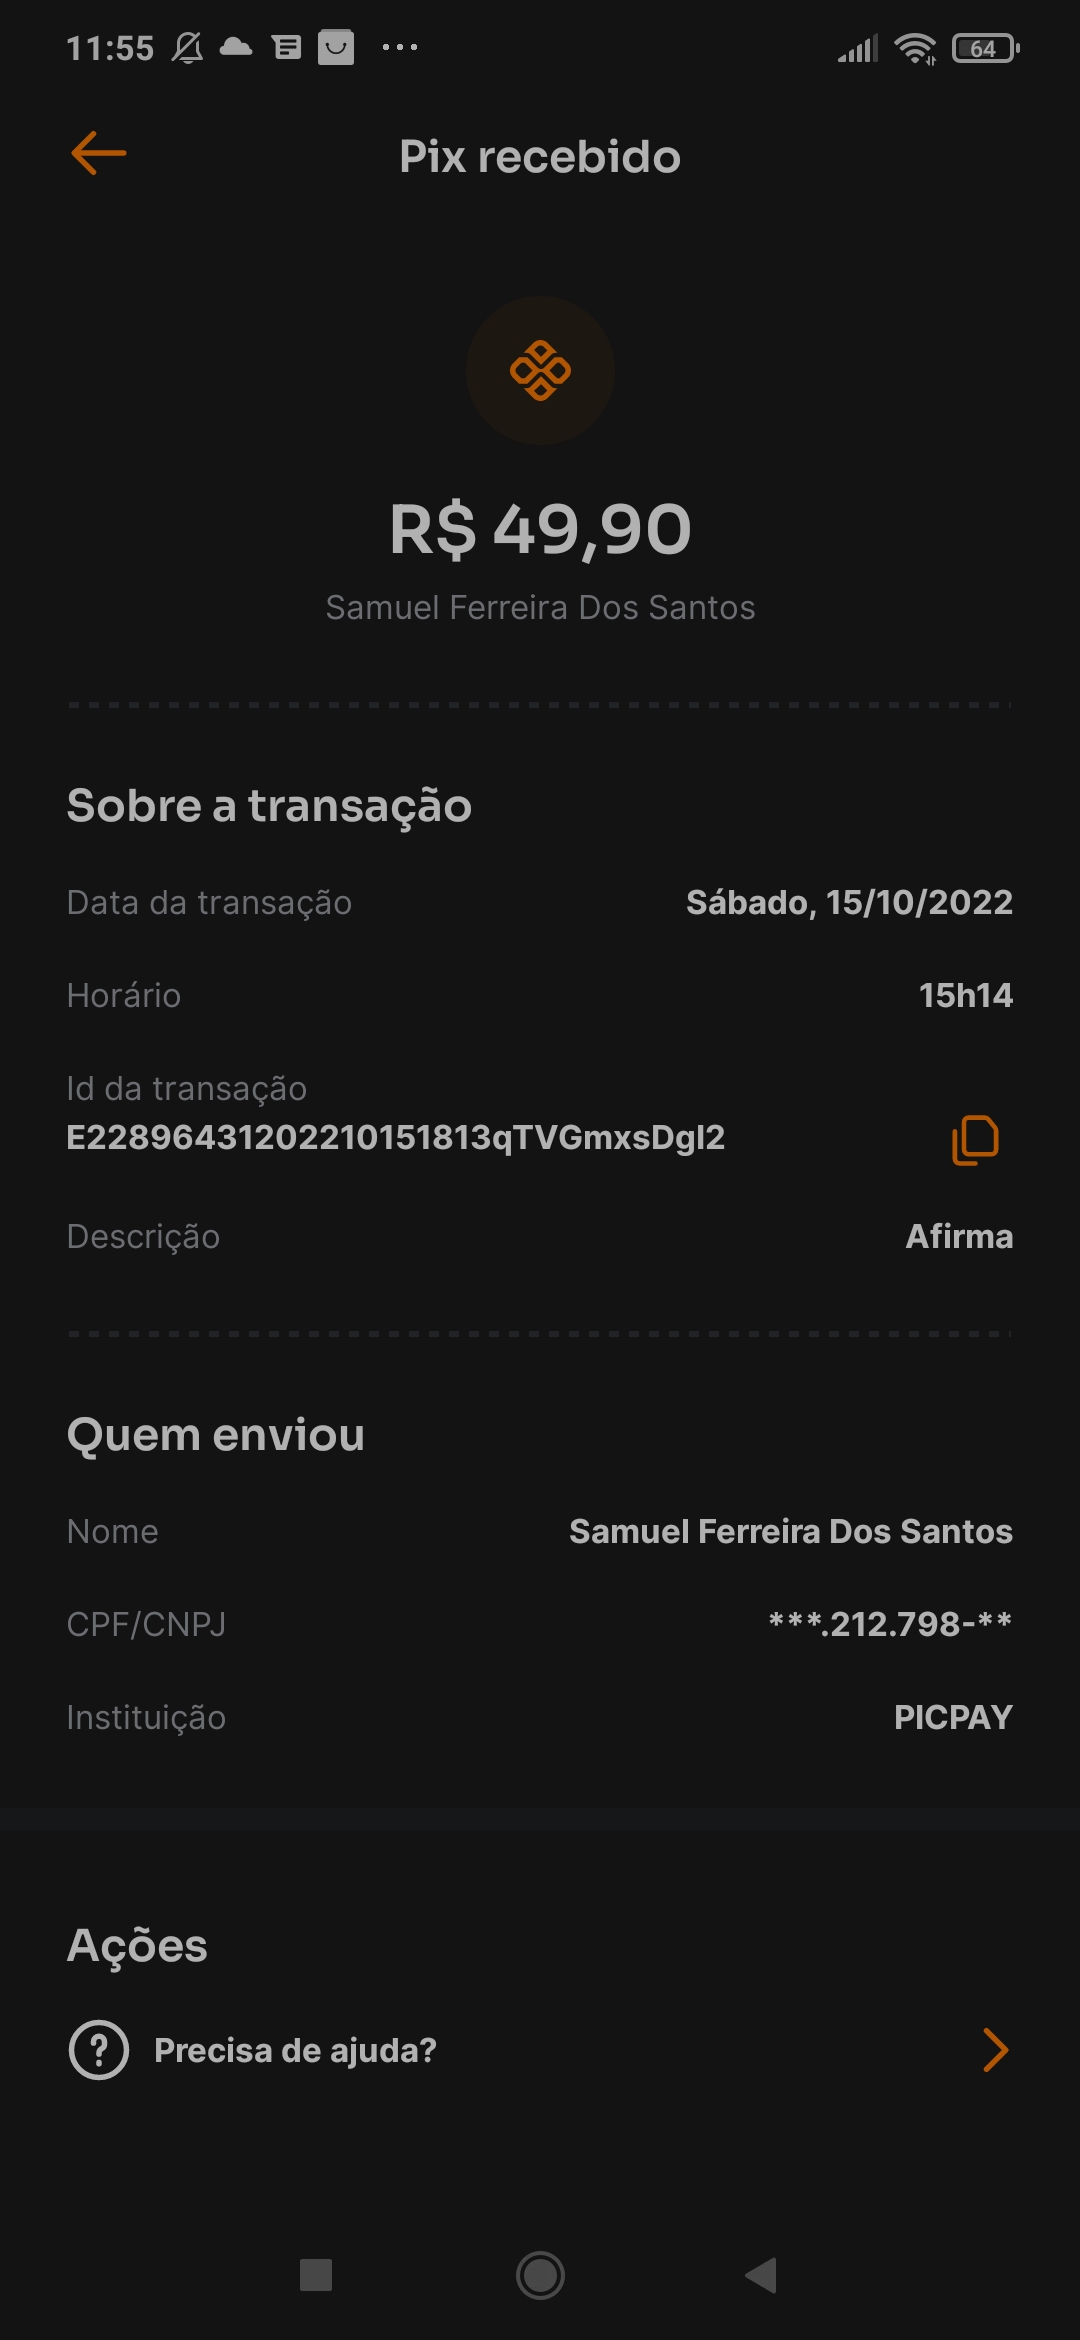 11:55
64
Pix recebido
R$ 49,90
Samuel Ferreira Dos Santos
Sobre a transação
Data da transação Sábado, 15/10/2022
Horário 15h14
Id da transação
E22896431202210151813qTVGmxsDgI2
Descrição Afirma
Quem enviou
Nome Samuel Ferreira Dos Santos
CPF/CNPJ ***.212.798-**
Instituição PICPAY
Ações
Precisa de ajuda?